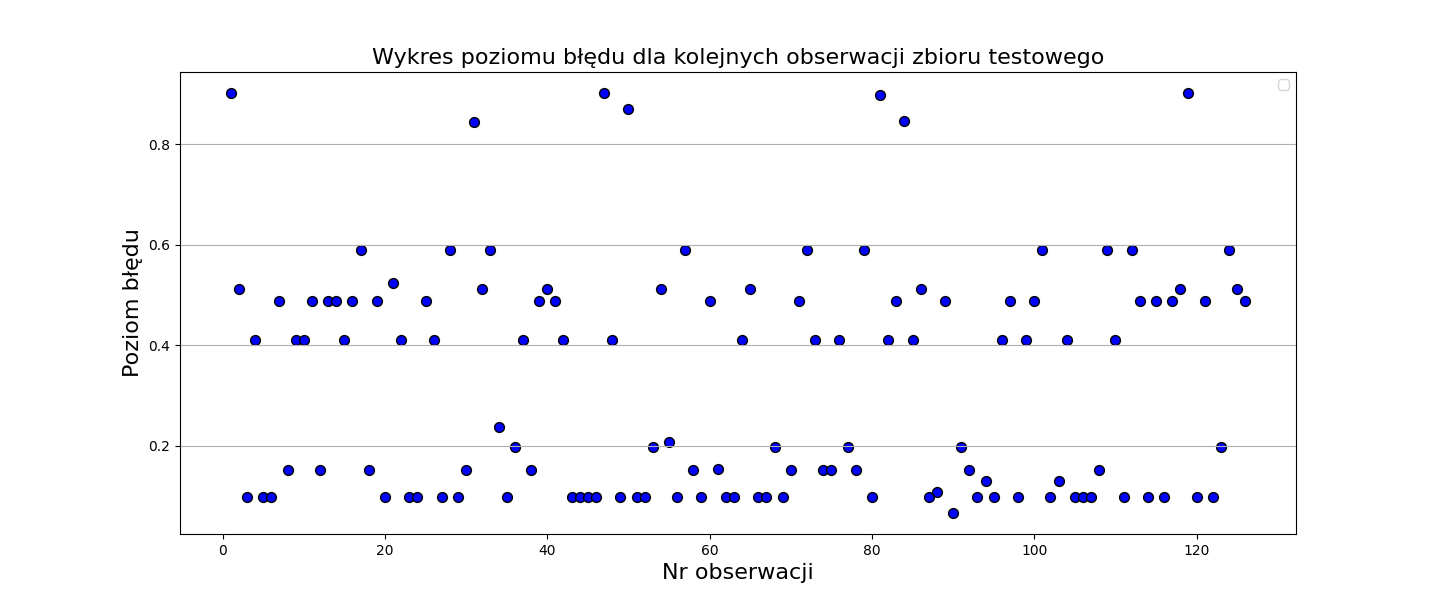 Wykres poziomu błędu dla kolejnych obserwacji zbioru testowego
Poziom błędu
0.8
0.6
0.4
0.2
0 20 40 60 80 100 120
Nr obserwacji